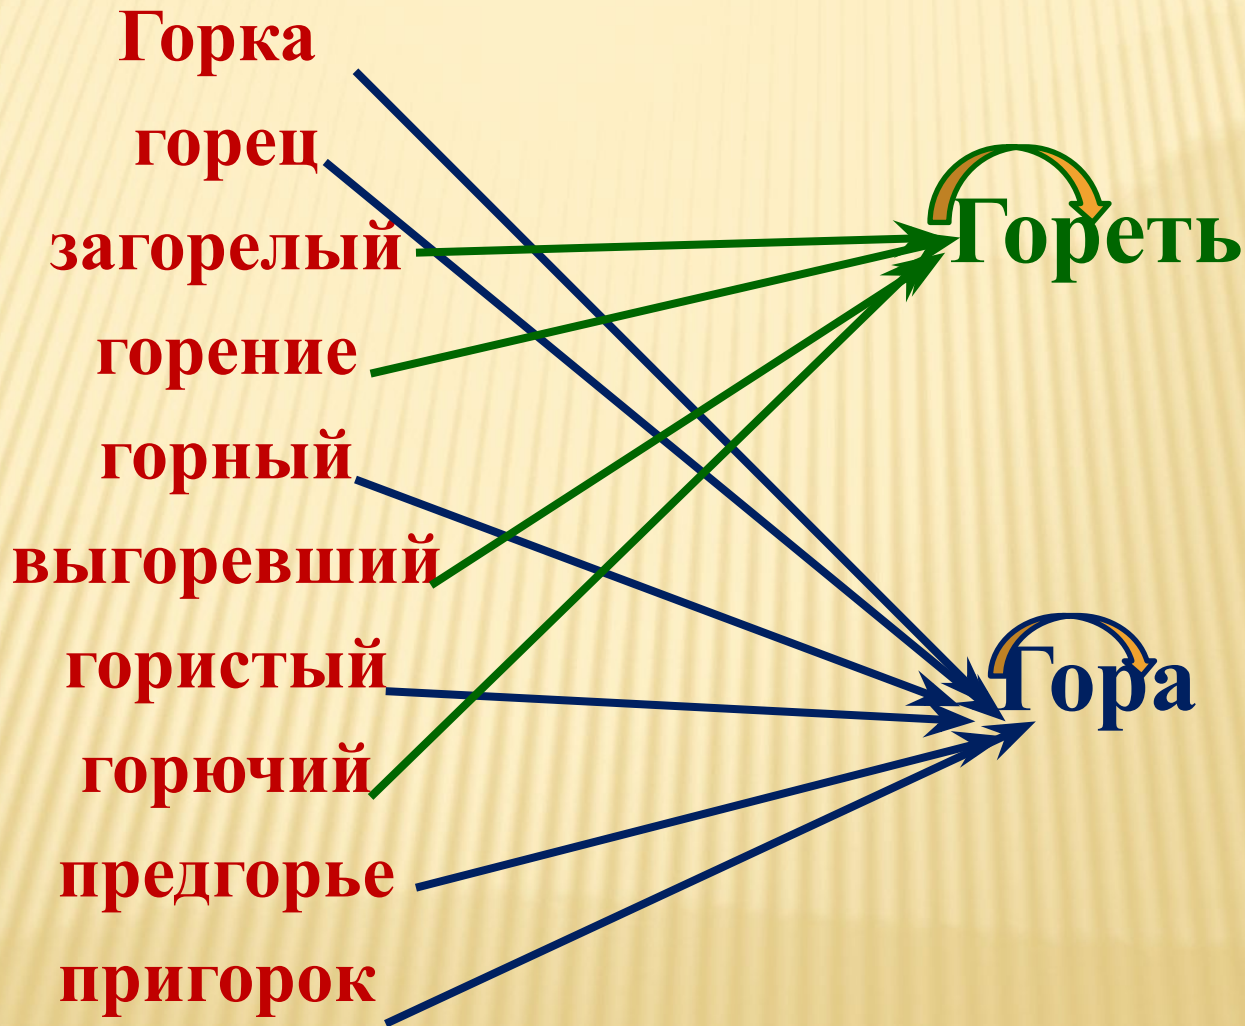 Горка
горец
загорелый
горение
горный
выгоревший
гористый
горючий
предгорье
пригорок
Гореть
Гора